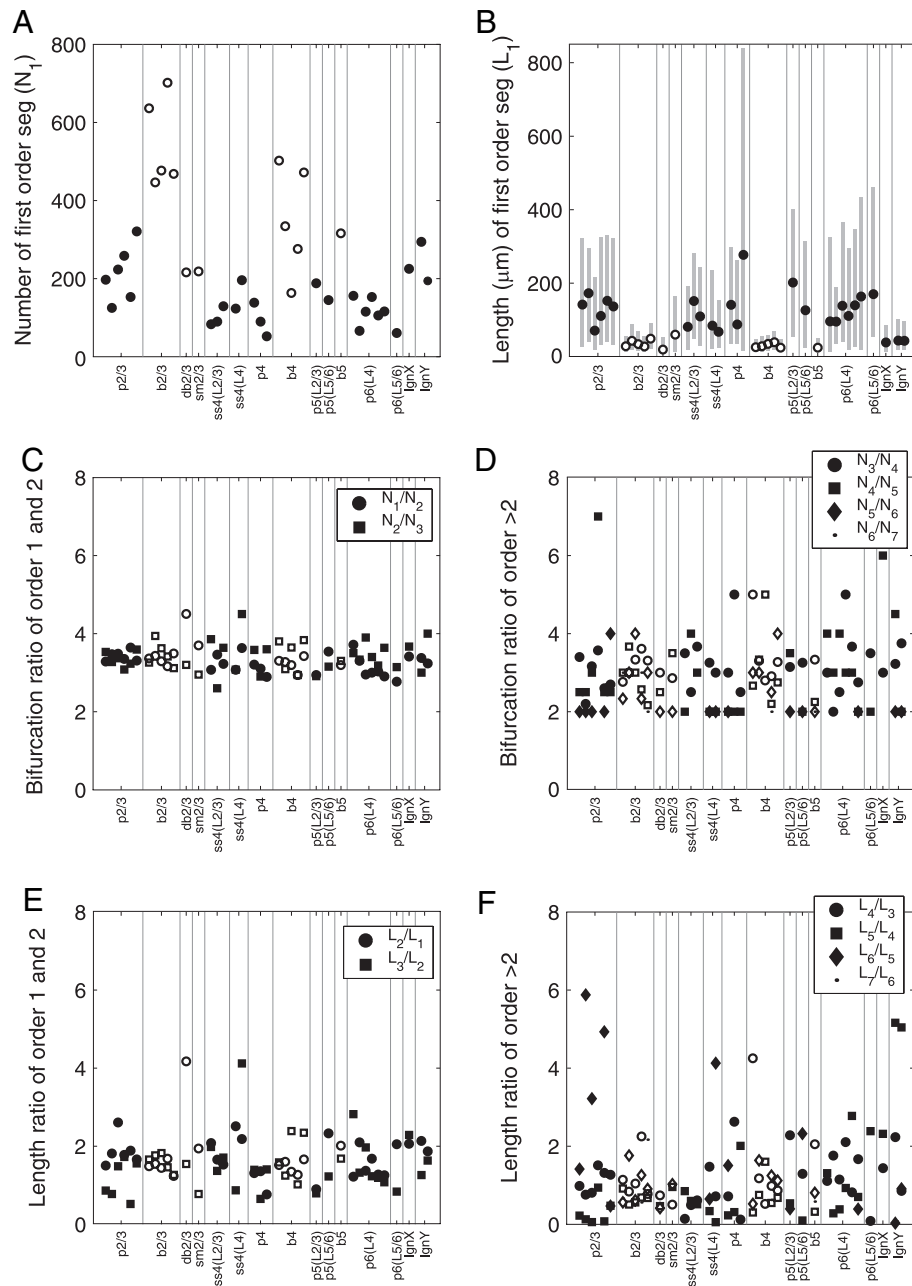 A
Number of first order seg (N1)
800
600
400
200
0
p2/3
b2/3
db2/3
sm2/3
ss4(L2/3)
ss4(L4)
p4
b4
p5(L2/3)
p5(L5/6)
b5
p6(L4)
p6(L5/6)
lgnX
lgnY
B
Length (μm) of first order seg (L1)
800
600
400
200
0
p2/3
b2/3
db2/3
sm2/3
ss4(L2/3)
ss4(L4)
p4
b4
p5(L2/3)
p5(L5/6)
b5
p6(L4)
p6(L5/6)
lgnX
lgnY
C
Bifurcation ratio of order 1 and 2
8
6
4
2
0
N1/N2
N2/N3
p2/3
b2/3
db2/3
sm2/3
ss4(L2/3)
ss4(L4)
p4
b4
p5(L2/3)
p5(L5/6)
b5
p6(L4)
p6(L5/6)
lgnX
lgnY
D
Bifurcation ratio of order >2
8
6
4
2
0
N3/N4
N4/N5
N5/N6
N6/N7
p2/3
b2/3
db2/3
sm2/3
ss4(L2/3)
ss4(L4)
p4
b4
p5(L2/3)
p5(L5/6)
b5
p6(L4)
p6(L5/6)
lgnX
lgnY
E
Length ratio of order 1 and 2
8
6
4
2
0
L2/L1
L3/L2
p2/3
b2/3
db2/3
sm2/3
ss4(L2/3)
ss4(L4)
p4
b4
p5(L2/3)
p5(L5/6)
b5
p6(L4)
p6(L5/6)
lgnX
lgnY
F
Length ratio of order >2
8
6
4
2
0
L4/L3
L5/L4
L6/L5
L7/L6
p2/3
b2/3
db2/3
sm2/3
ss4(L2/3)
ss4(L4)
p4
b4
p5(L2/3)
p5(L5/6)
b5
p6(L4)
p6(L5/6)
lgnX
lgnY